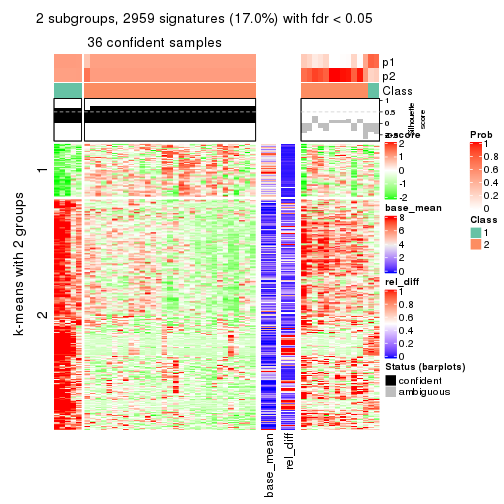 2 subgroups, 2959 signatures (17.0%) with fdr < 0.05
36 confident samples
p1
p2
Class
1
0.5
0
-0.5
Silhouette
score
k-means with 2 groups
1
2
base_mean
rel_diff
z-score
2
1
0
-1
-2
base_mean
8
6
4
2
0
rel_diff
1
0.8
0.6
0.4
0.2
0
Status (barplots)
confident
ambiguous
Prob
1
0.8
0.6
0.4
0.2
0
Class
1
2